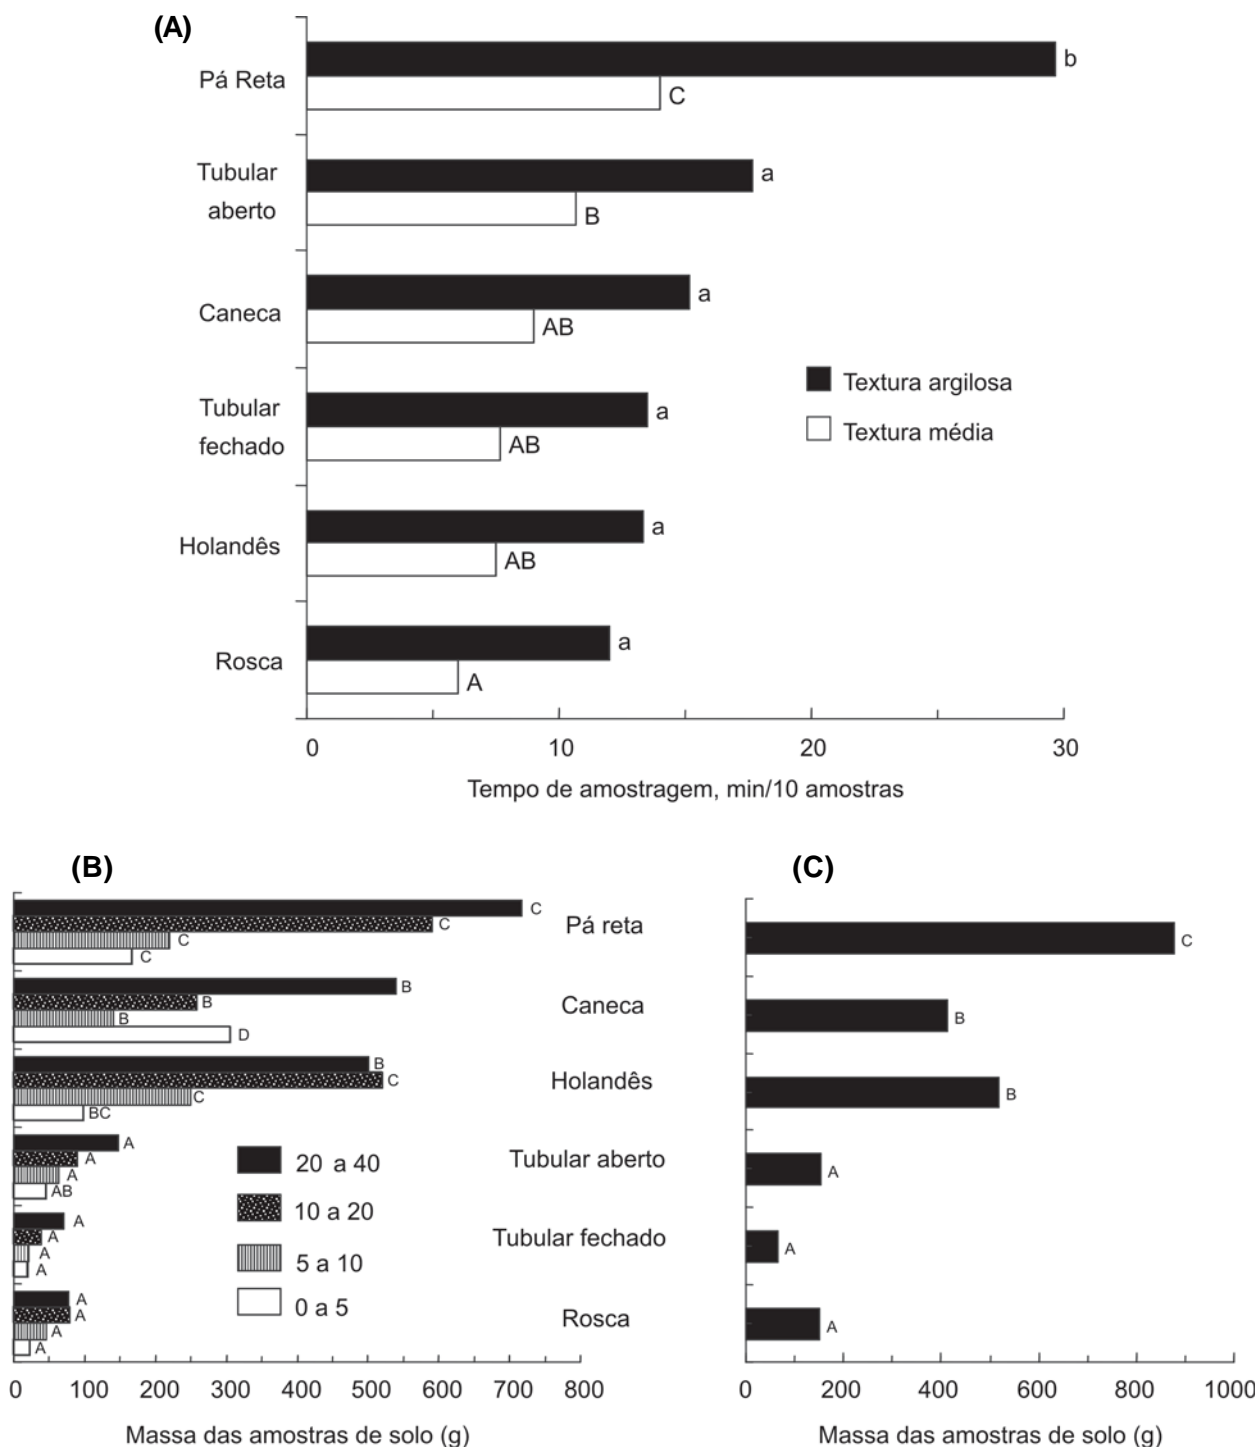 (A)
Pá Reta
b
C
Tubular
aberto
a
B
Caneca
a
AB
Textura argilosa
Textura média
Tubular
fechado
a
AB
Holandês
a
AB
Rosca
a
A
0 10 20 30
Tempo de amostragem, min/10 amostras
(B)
C
C
C
C
B
B
B
D
B
C
C
BC
A
A
A
AB
A
A
A
A
A
A
A
A
20 a 40
10 a 20
5 a 10
0 a 5
0 100 200 300 400 500 600 700 800
Massa das amostras de solo (g)
Pá reta
Caneca
Holandês
Tubular aberto
Tubular fechado
Rosca
(C)
C
B
B
A
A
A
0 200 400 600 800 1000
Massa das amostras de solo (g)